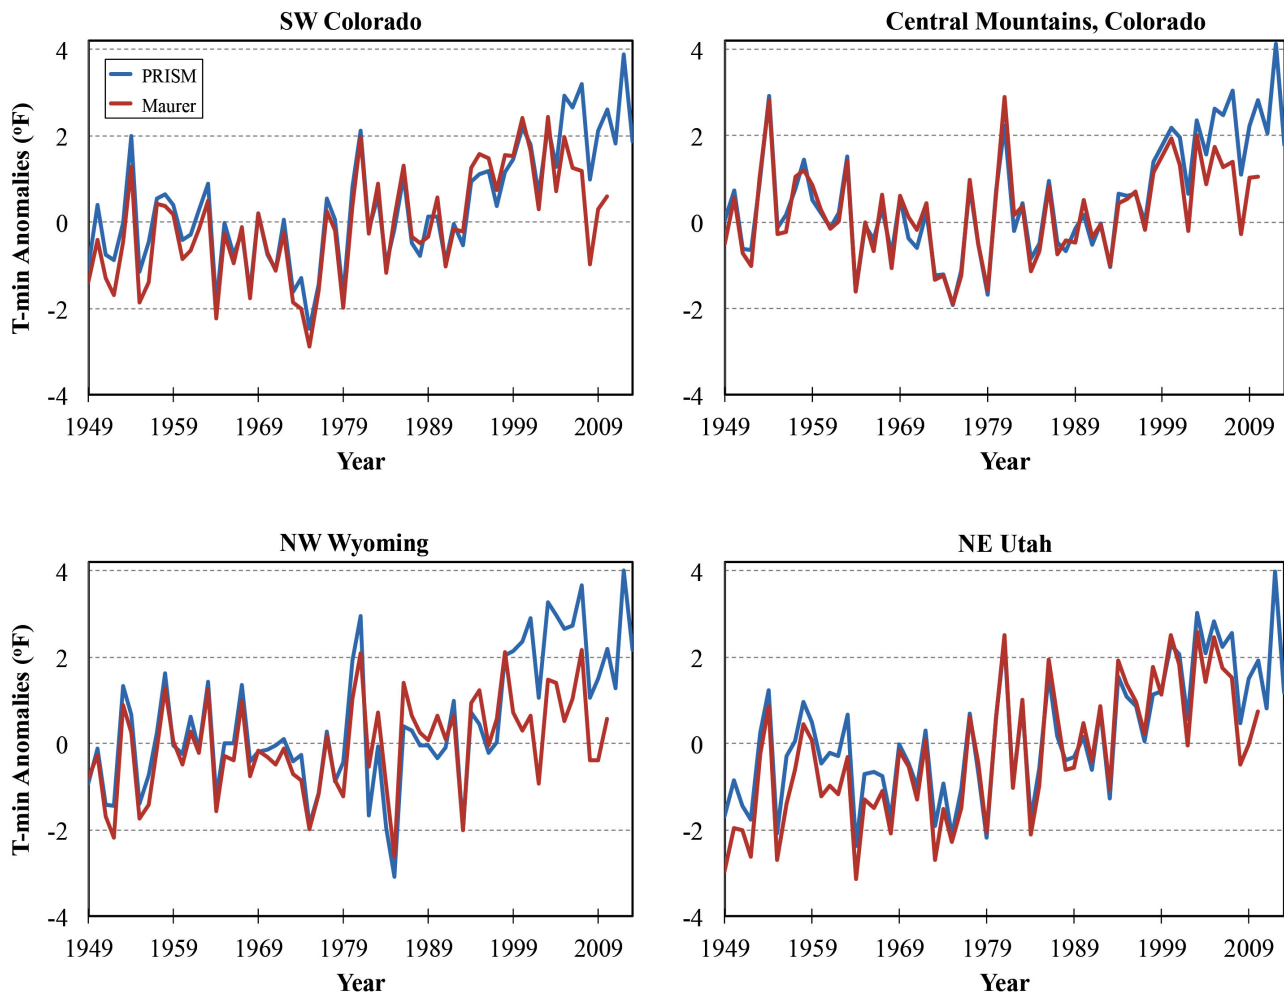 SW Colorado
4
2
0
-2
-4
T-min Anomalies (ºF)
PRISM
Maurer
1949 1959 1969 1979 1989 1999 2009
Year
Central Mountains, Colorado
4
2
0
-2
-4
1949 1959 1969 1979 1989 1999 2009
Year
NW Wyoming
4
2
0
-2
-4
T-min Anomalies (ºF)
1949 1959 1969 1979 1989 1999 2009
Year
NE Utah
4
2
0
-2
-4
1949 1959 1969 1979 1989 1999 2009
Year